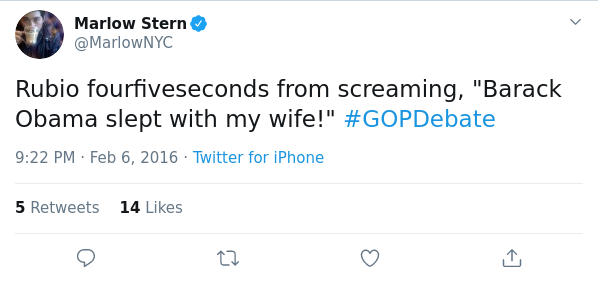 Marlow Stern
@MarlowNYC
Rubio fourfiveseconds from screaming, "Barack
Obama slept with my wife!" #GOPDebate
9:22 PM · Feb 6, 2016 · Twitter for iPhone
5 Retweets 14 Likes